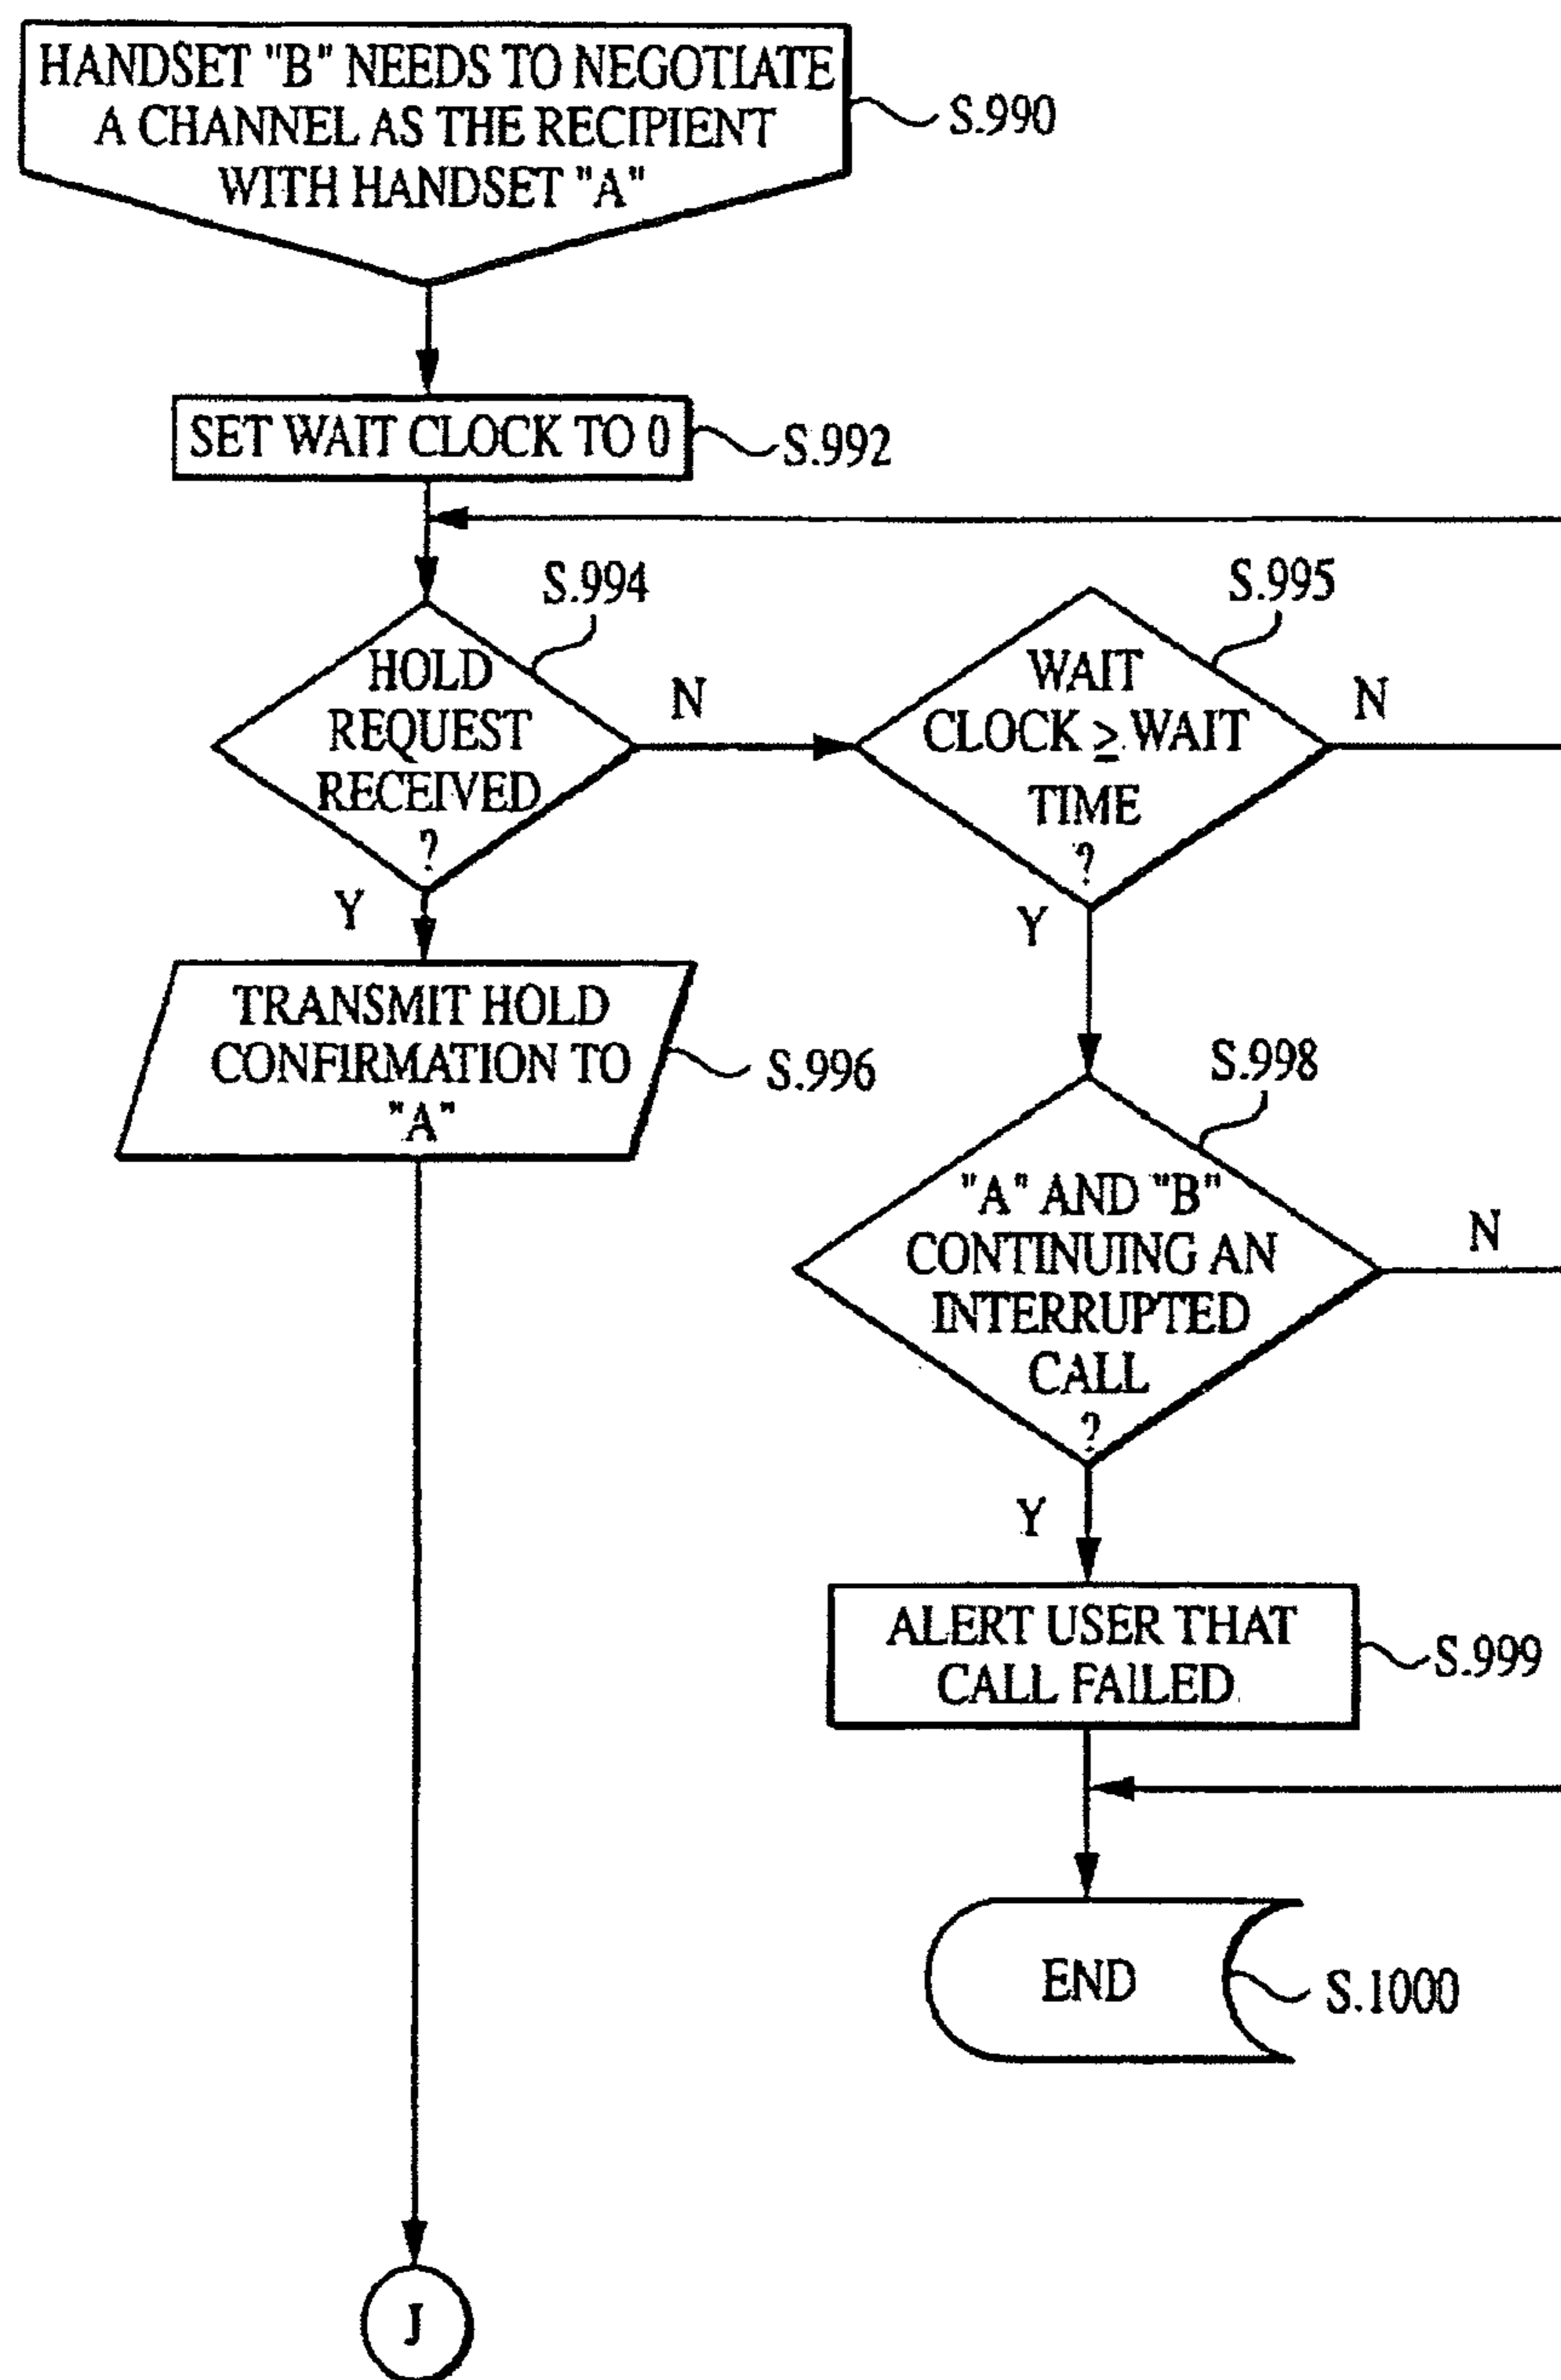 HANDSET "B" NEEDS TO NEGOTIATE
A CHANNEL AS THE RECIPIENT
WITH HANDSET "A"
S.990
SET WAIT CLOCK TO 0
S.992
S.994
HOLD
REQUEST
RECEIVED
?
N
Y
S.995
WAIT
CLOCK ≥ WAIT
TIME
?
N
Y
TRANSMIT HOLD
CONFIRMATION TO
"A"
S.996
S.998
"A" AND "B"
CONTINUING AN
INTERRUPTED
CALL
?
N
Y
ALERT USER THAT
CALL FAILED
S.999
END
S.1000
J